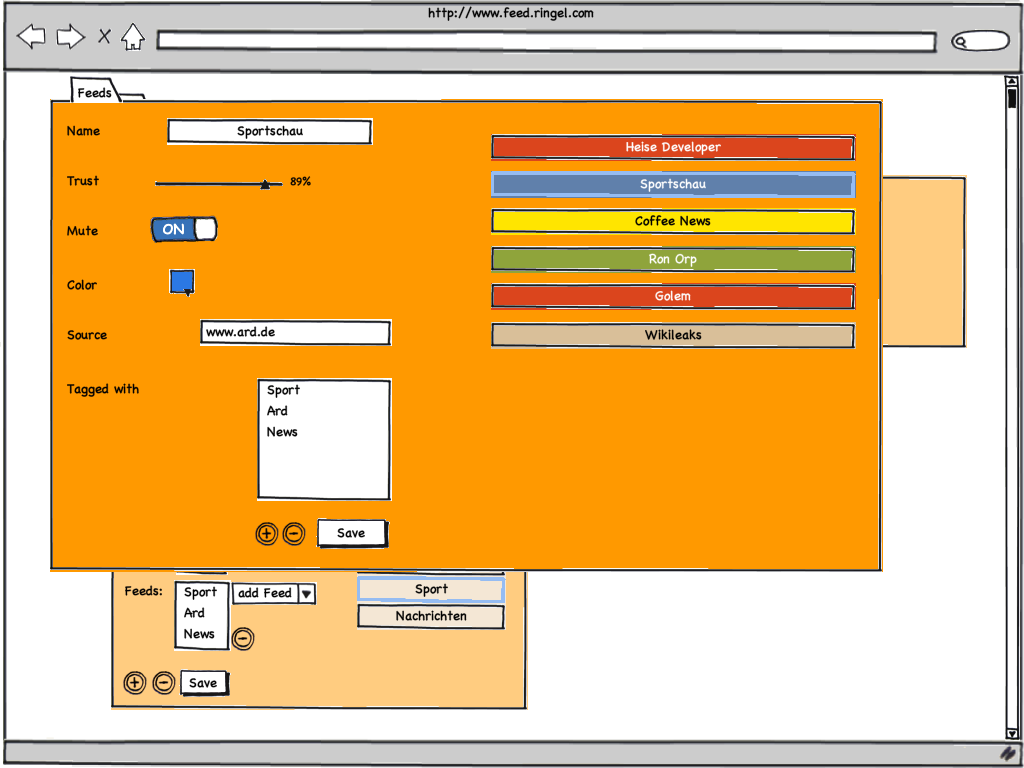 http://www.feed.ringel.com
Feeds
Name
Sportschau
Trust
89%
Mute
ON
Color
Source
www.ard.de
Tagged with
Sport
Ard
News
Save
Heise Developer
Sportschau
Coffee News
Ron Orp
Golem
Wikileaks
Feeds:
Sport
Ard
News
add Feed
Sport
Nachrichten
Save